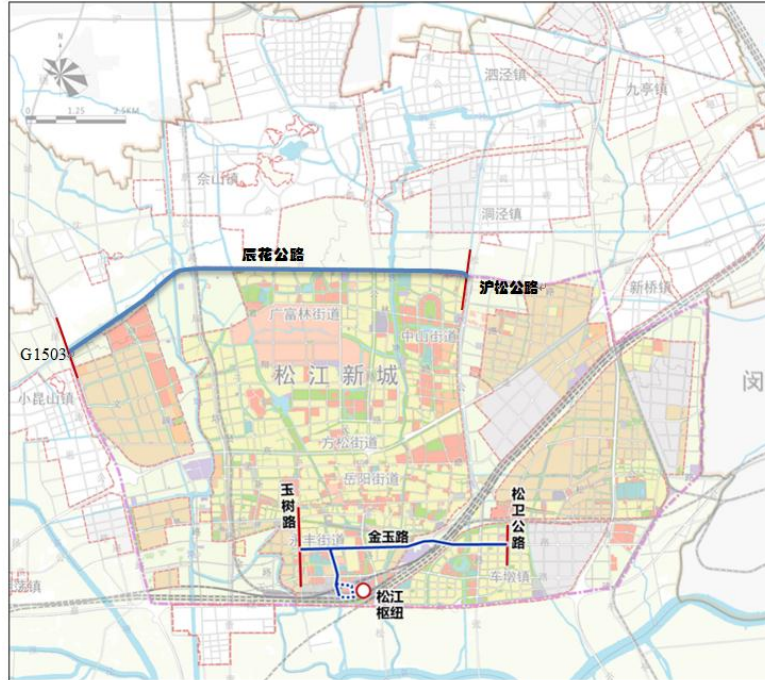 泗泾镇
九亭镇
N
0 1.25 2.5KM
佘山镇
洞泾镇
辰花公路
沪松公路
新桥镇
广富林街道
中山街道
G1503
松江新城
闵
小昆山镇
方松街道
岳阳街道
玉树路
松卫公路
金玉路
永丰街道
车墩镇
松江
枢纽